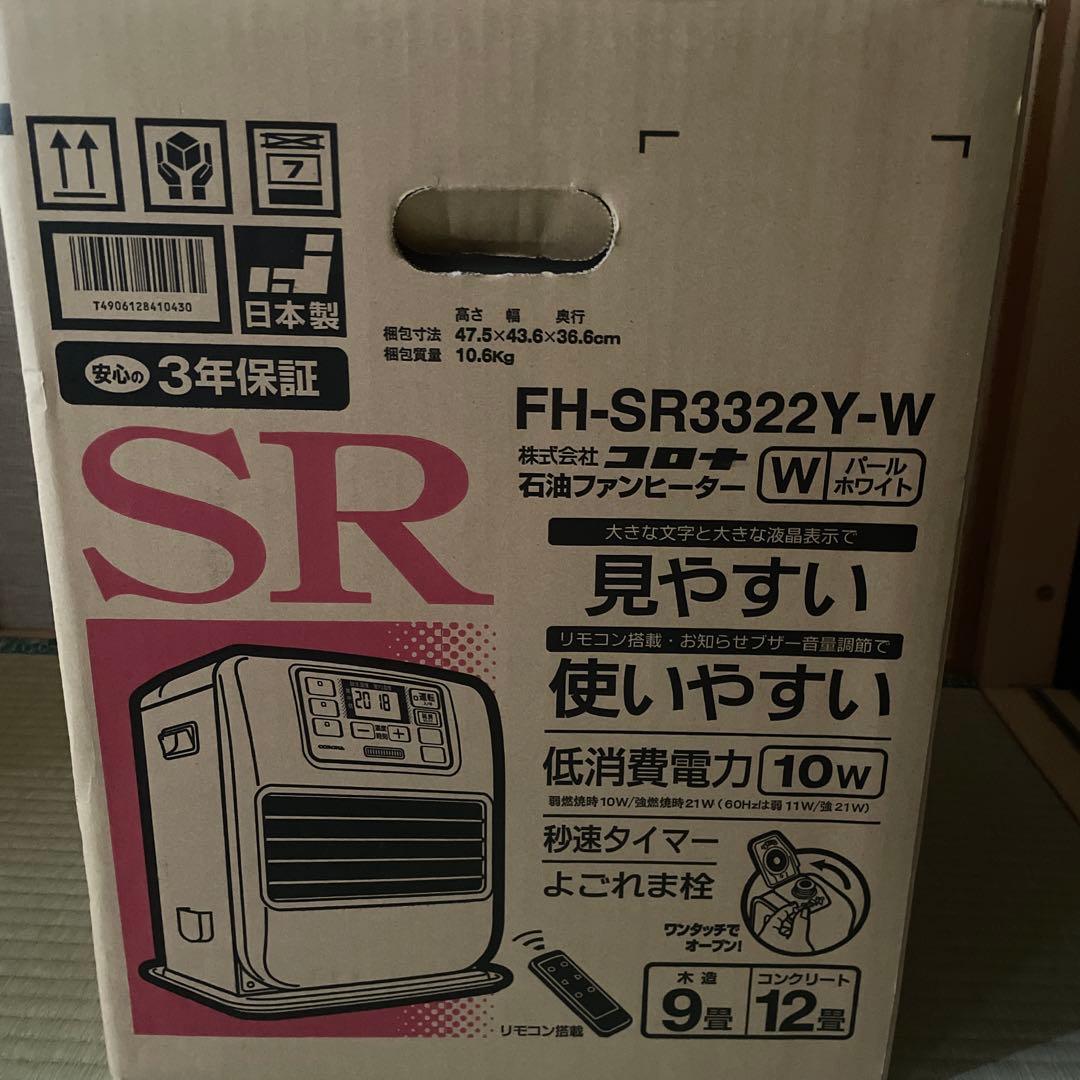 7
T4906128410430
日本製
安心の 3年保証
高さ 幅 奥行
梱包寸法 47.5×43.6×36.6cm
梱包質量 10.6Kg
FH-SR3322Y-W
株式会社 コロナ
石油ファンヒーター
W パール
ホワイト
SR
大きな文字と大きな液晶表示で
見やすい
リモコン搭載・お知らせブザー音量調節で
使いやすい
低消費電力 10W
弱燃焼時10W/強燃焼時21W(60Hzは弱11W/強21W)
秒速タイマー
よごれま栓
ワンタッチで
オープン!
木造
9畳
コンクリート
12畳
リモコン搭載
20 18
運転
CORONA